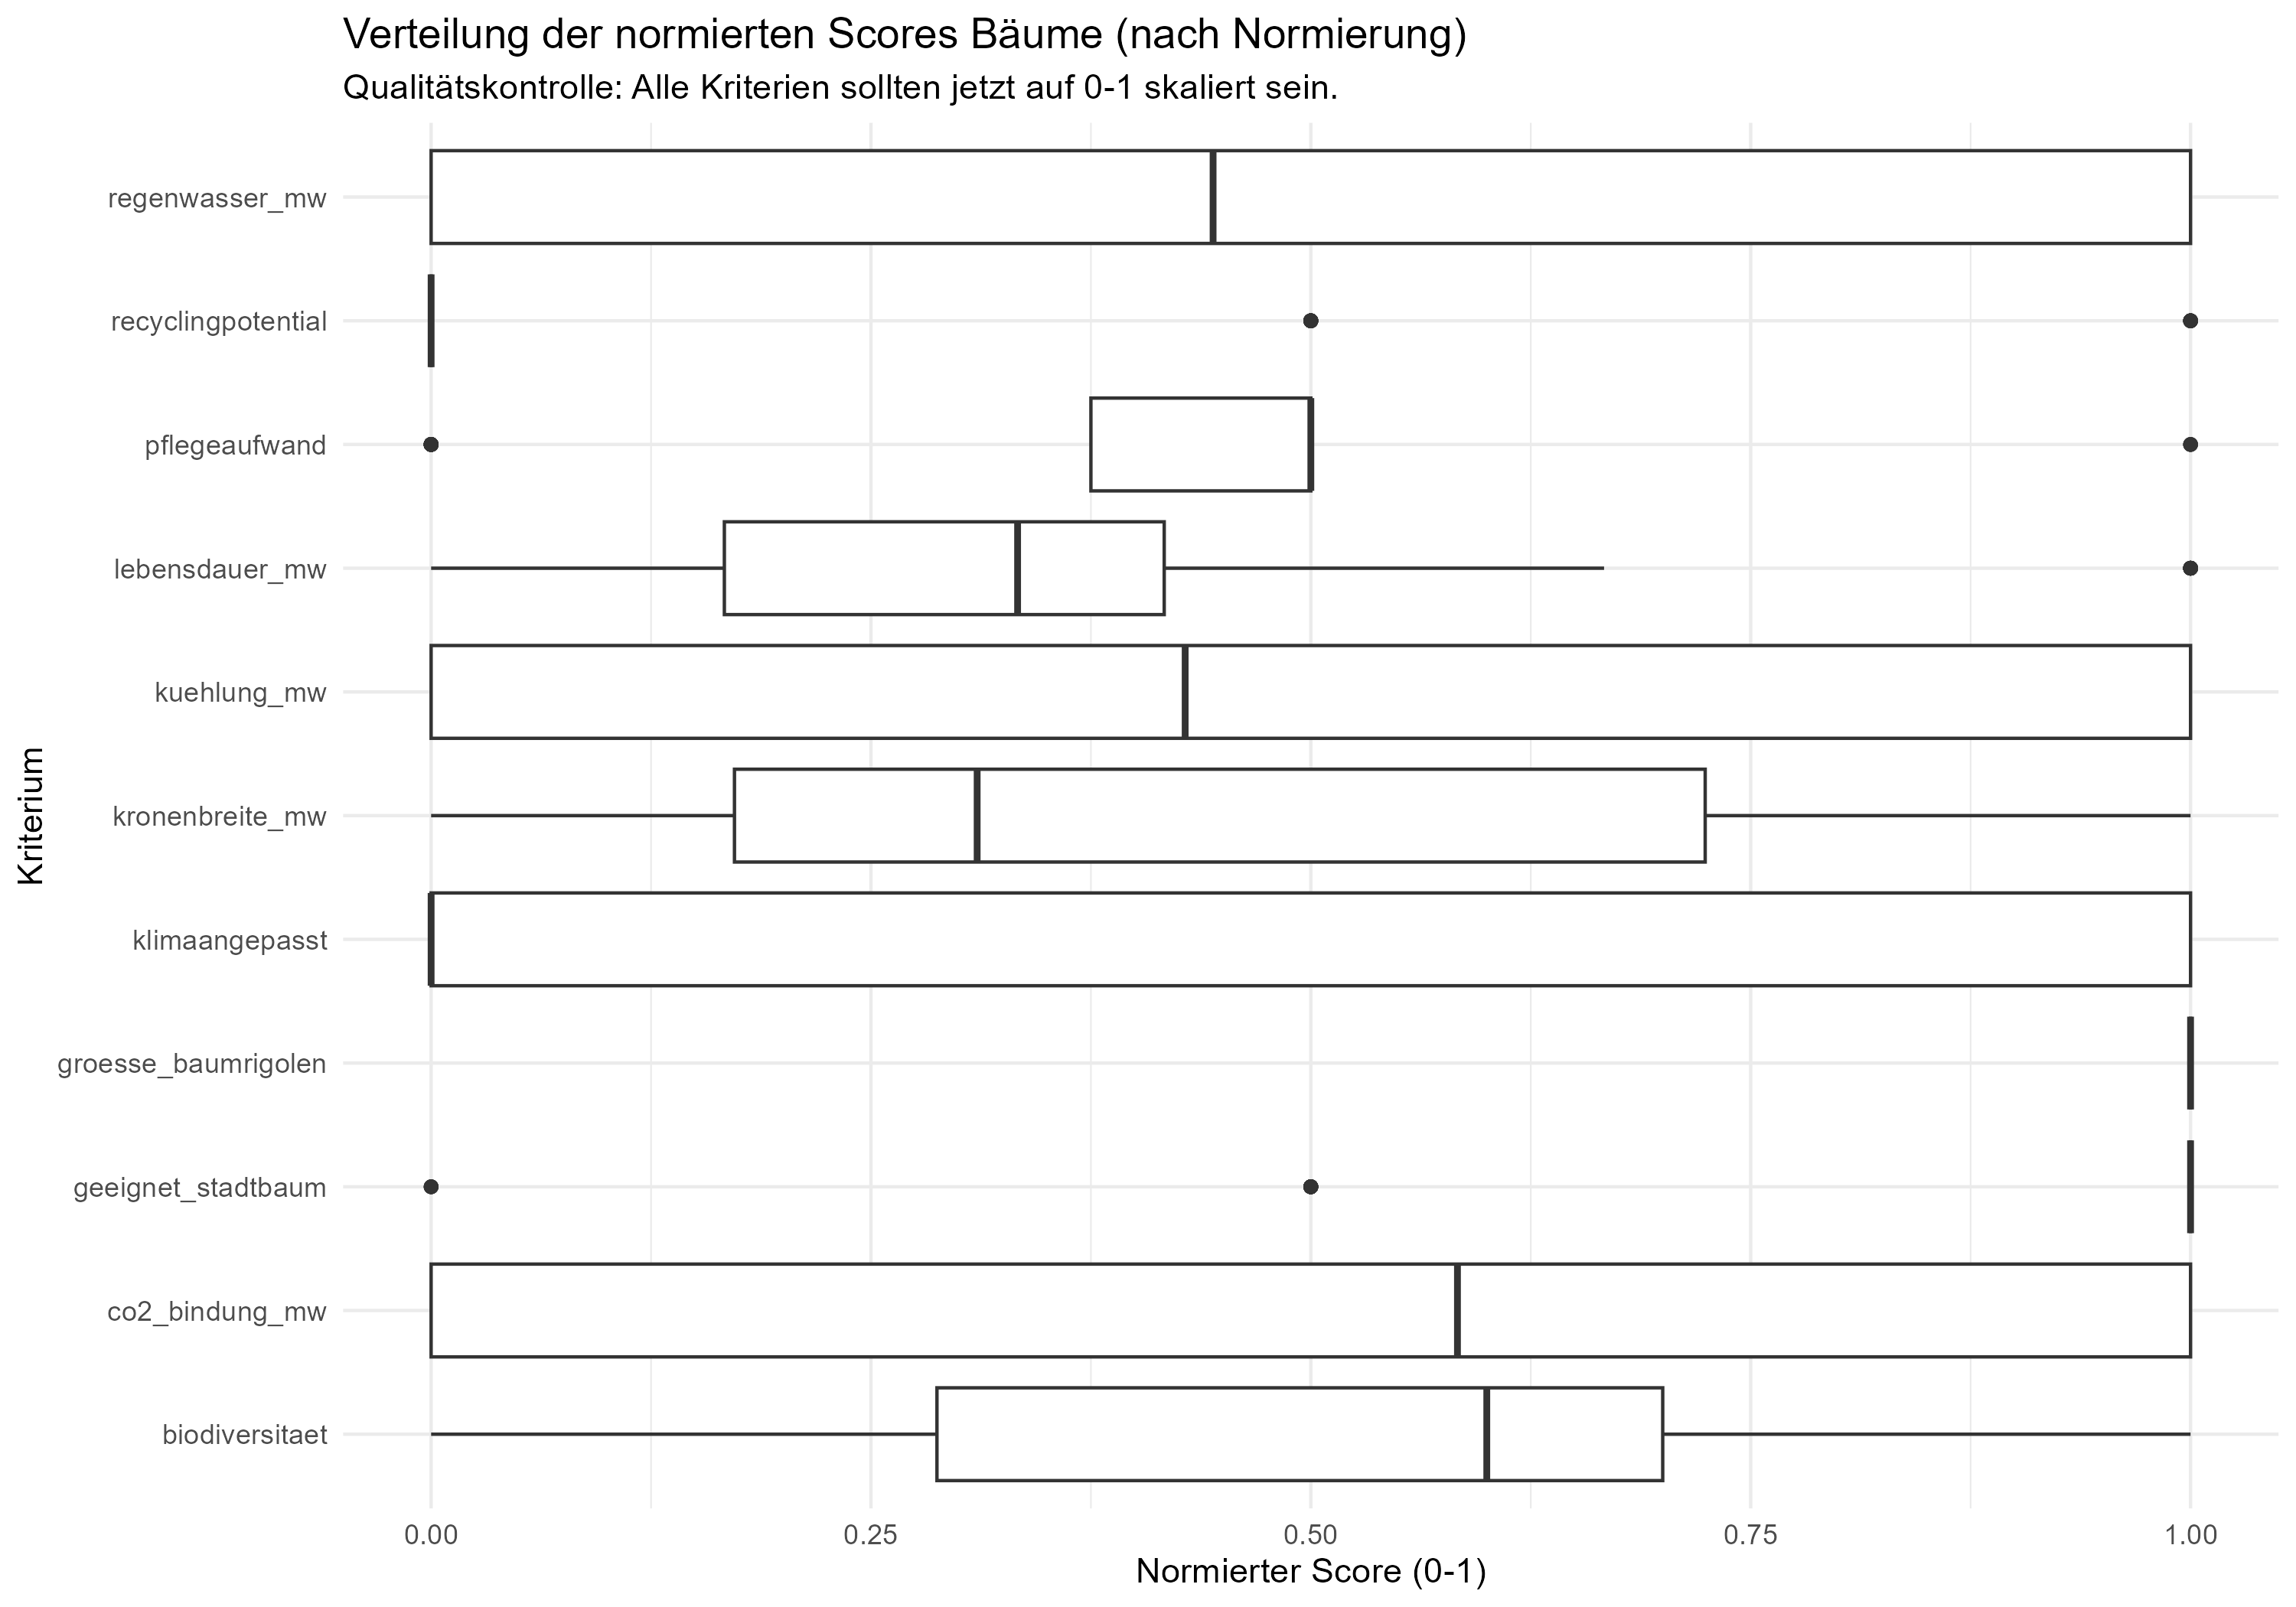 Verteilung der normierten Scores Bäume (nach Normierung)
Qualitätskontrolle: Alle Kriterien sollten jetzt auf 0-1 skaliert sein.
Kriterium
regenwasser_mw
recyclingpotential
pflegeaufwand
lebensdauer_mw
kuehlung_mw
kronenbreite_mw
klimaangepasst
groesse_baumrigolen
geeignet_stadtbaum
co2_bindung_mw
biodiversitaet
0.00 0.25 0.50 0.75 1.00
Normierter Score (0-1)